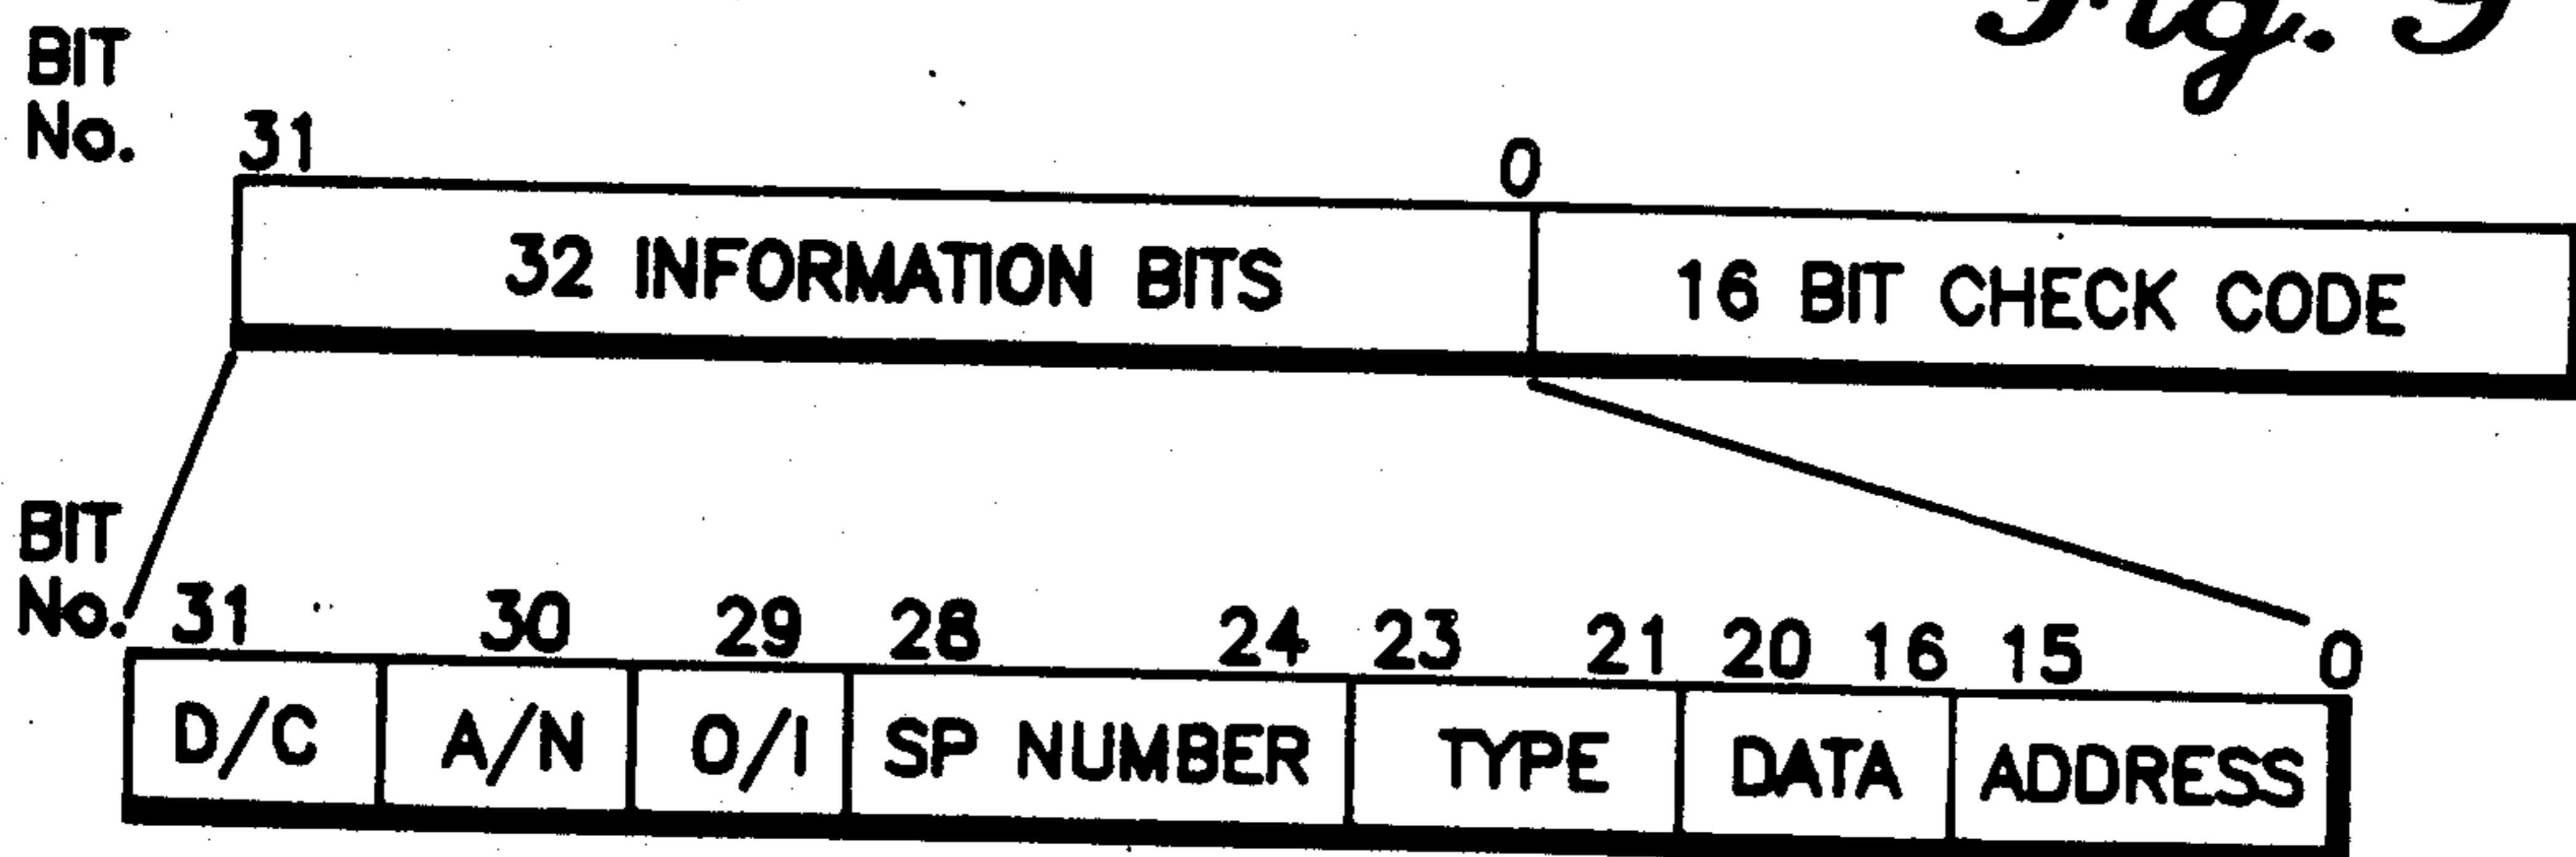 Fig.
BIT
No.
31 0
32 INFORMATION BITS 16 BIT CHECK CODE
BIT
No. 31 30 29 28 24 23 21 20 16 15 0
D/C A/N O/I SP NUMBER TYPE DATA ADDRESS